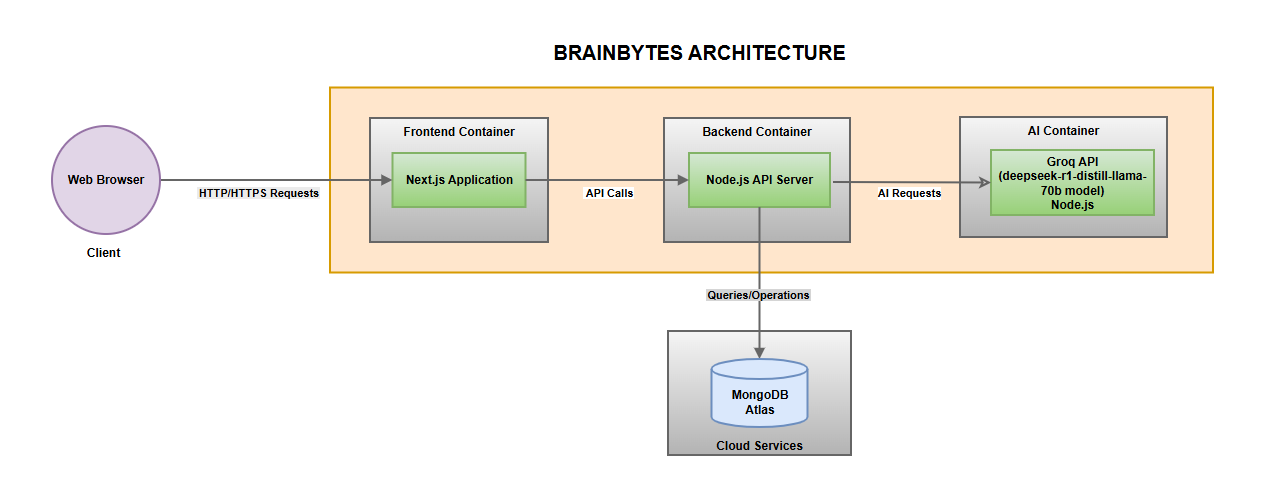 BRAINBYTES ARCHITECTURE
Frontend Container
Backend Container
AI Container
Web Browser
HTTP/HTTPS Requests
Next.js Application
API Calls
Node.js API Server
AI Requests
Groq API
(deepseek-r1-distill-llama-
70b model)
Node.js
Client
Queries/Operations
MongoDB
Atlas
Cloud Services